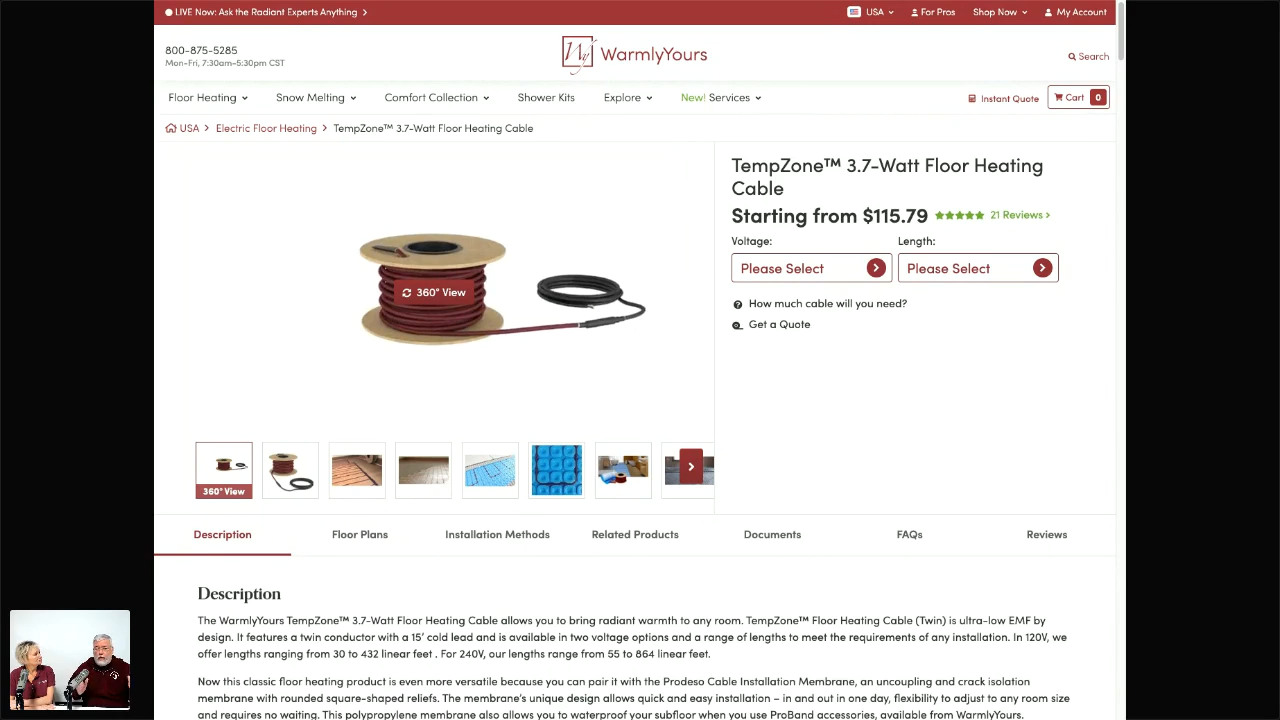 LIVE Now: Ask the Radiant Experts Anything
USA
For Pros
Shop Now
My Account
800-875-5285
Mon-Fri, 7:30am-5:30pm CST
Wy WarmlyYours
Search
Floor Heating
Snow Melting
Comfort Collection
Shower Kits
Explore
New! Services
Instant Quote
Cart 0
USA > Electric Floor Heating > TempZone™ 3.7-Watt Floor Heating Cable
TempZone™ 3.7-Watt Floor Heating
Cable
Starting from $115.79
21 Reviews >
Voltage:
Length:
Please Select
Please Select
How much cable will you need?
Get a Quote
360° View
360° View
Description
Floor Plans
Installation Methods
Related Products
Documents
FAQs
Reviews
Description
The WarmlyYours TempZone™ 3.7-Watt Floor Heating Cable allows you to bring radiant warmth to any room. TempZone™ Floor Heating Cable (Twin) is ultra-low EMF by
design. It features a twin conductor with a 15’ cold lead and is available in two voltage options and a range of lengths to meet the requirements of any installation. In 120V, we
offer lengths ranging from 30 to 432 linear feet . For 240V, our lengths range from 55 to 864 linear feet.
Now this classic floor heating product is even more versatile because you can pair it with the Prodeso Cable Installation Membrane, an uncoupling and crack isolation
membrane with rounded square-shaped reliefs. The membrane’s unique design allows quick and easy installation – in and out in one day, flexibility to adjust to any room size
and requires no waiting. This polypropylene membrane also allows you to waterproof your subfloor when you use ProBand accessories, available from WarmlyYours.